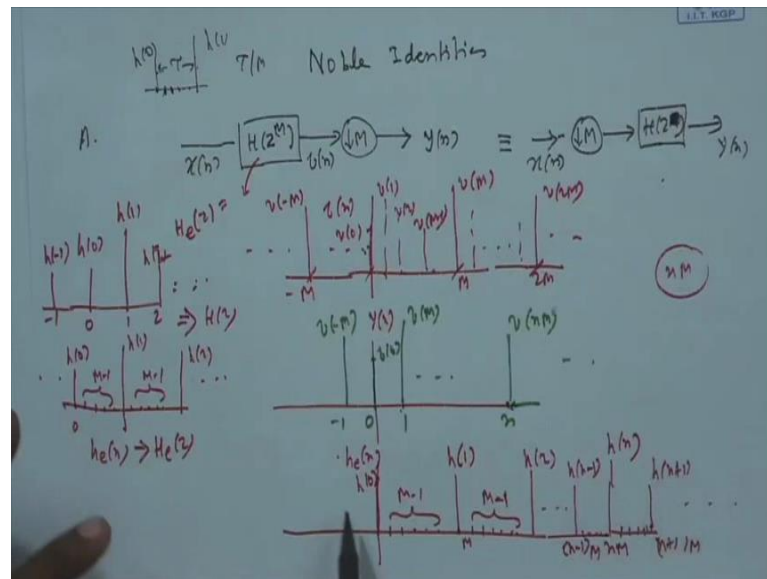 I.I.T. KGP
h(0) ← τ → h(1) τ/M Noble Identities
A. x(n) H(z^M) v(n) ↓M → y(n) ≡ x(n) ↓M → H(z) → y(n)
He(z) =
h(-1) h(0) h(1)
... v(-M) v(n) v(0) v(1) v(M) ... v(2M) ...
-M M 2M
nM
-1 0 1 2 ⇒ H(z)
v(-M) y(n) v(0) v(M) ... v(nM) ...
-1 0 1 n
... h(0) M-1 h(1) M-1 h(2) ...
0
he(n) → He(z)
he(n)
h(0) M-1 h(1) M-1 h(2) ... h(n-1) h(n) h(n+1) ...
M (n-1)M nM (n+1)M